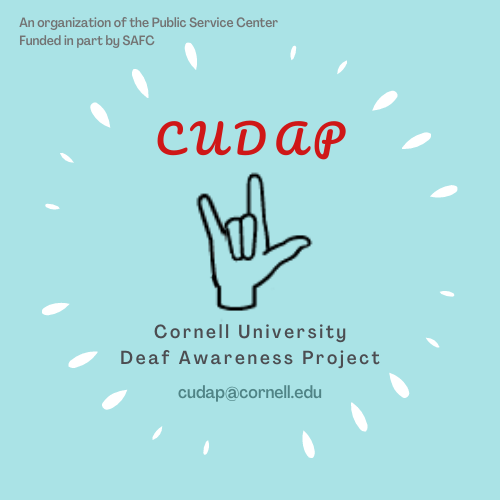 An organization of the Public Service Center
Funded in part by SAFC
CUDAP
Cornell University
Deaf Awareness Project
cudap@cornell.edu